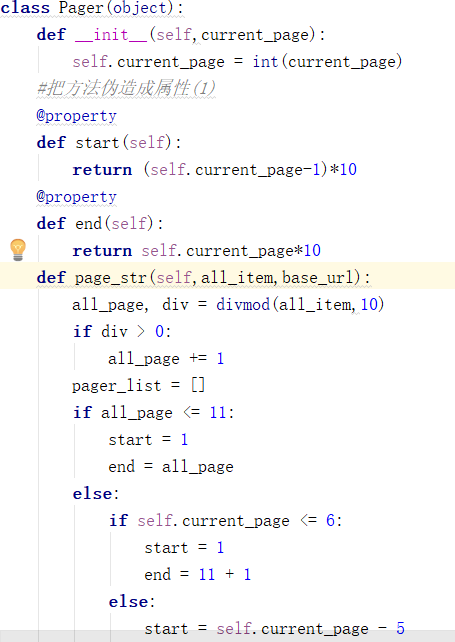 class Pager(object):
    def __init__(self,current_pager):
        self.current_page = int(current_pager)
    #把方法伪造成属性(1)
    @property
    def start(self):
        return (self.current_page-1)*10
    @property
    def end(self):
        return self.current_page*10
    def page_str(self,all_item,base_url):
        all_page, div = divmod(all_item,10)
        if div > 0:
            all_page += 1
        pager_list = []
        if all_page <= 11:
            start = 1
            end = all_page
        else:
            if self.current_page <= 6:
                start = 1
                end = 11 + 1
            else:
                start = self.current_page - 5